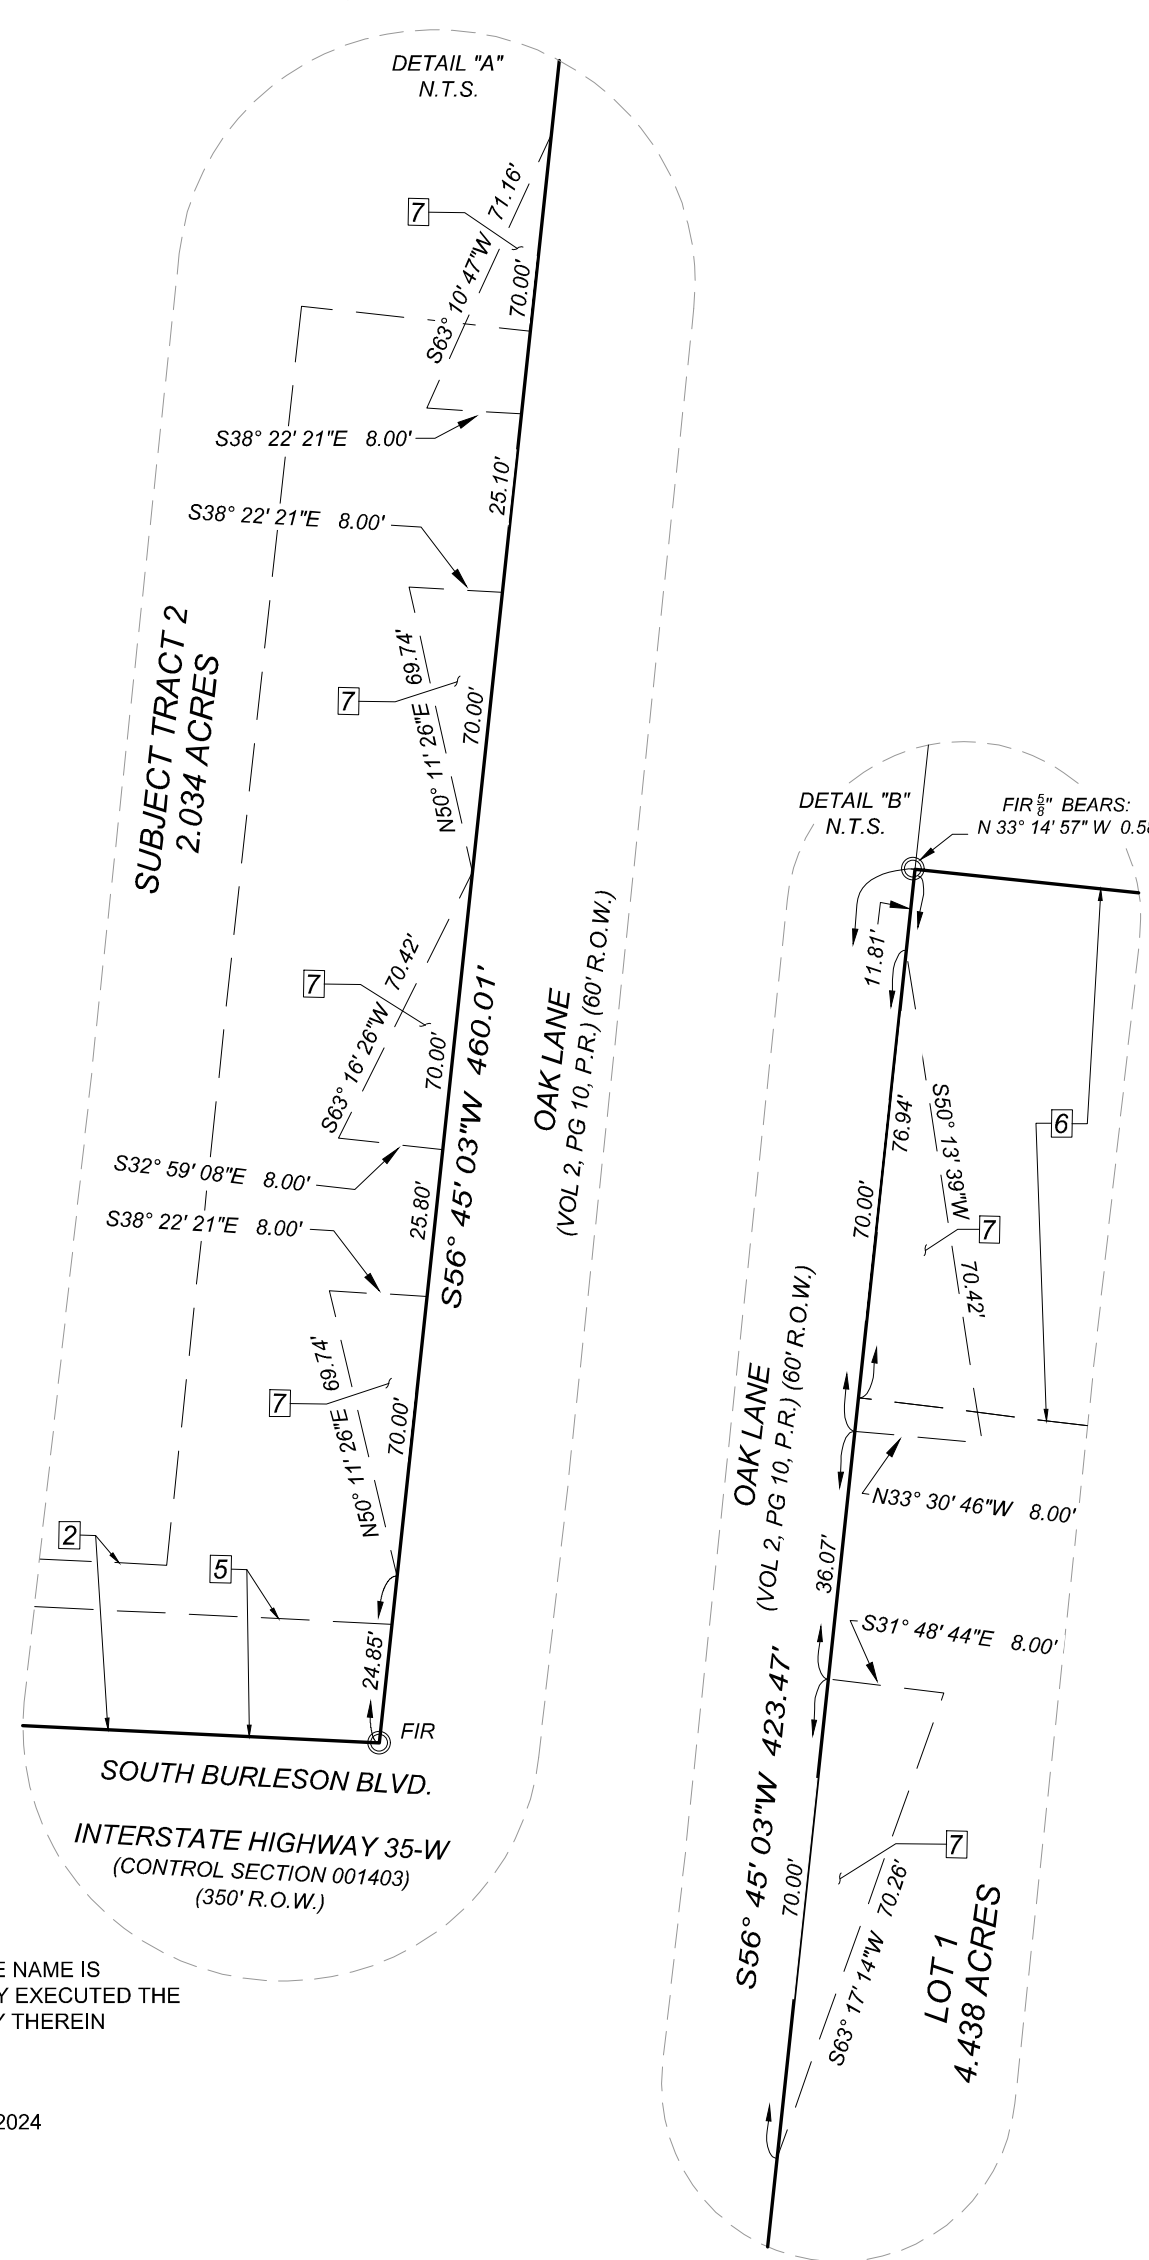 DETAIL "A"
N.T.S.
7
S63° 10' 47"W 71.16'
70.00'
S38° 22' 21"E 8.00'
25.10'
S38° 22' 21"E 8.00'
SUBJECT TRACT 2
2.034 ACRES
7
N50° 11' 26"E 69.74'
70.00'
7
S63° 16' 26"W 70.42'
70.00'
S56° 45' 03"W 460.01'
OAK LANE
(VOL 2, PG 10, P.R.) (60' R.O.W.)
S32° 59' 08"E 8.00'
25.80'
S38° 22' 21"E 8.00'
7
N50° 11' 26"E 69.74'
70.00'
2
5
24.85'
FIR
SOUTH BURLESON BLVD.
INTERSTATE HIGHWAY 35-W
(CONTROL SECTION 001403)
(350' R.O.W.)
NAME IS
EXECUTED THE
THEREIN
2024
DETAIL "B"
N.T.S.
FIR 5/8" BEARS:
N 33° 14' 57" W
11.81'
6
76.94'
S50° 13' 39"W 70.42'
7
70.00'
OAK LANE
(VOL 2, PG 10, P.R.) (60' R.O.W.)
N33° 30' 46"W 8.00'
36.07'
S31° 48' 44"E 8.00'
S56° 45' 03"W 423.47'
7
70.00'
S63° 17' 14"W 70.26'
LOT 1
4.438 ACRES